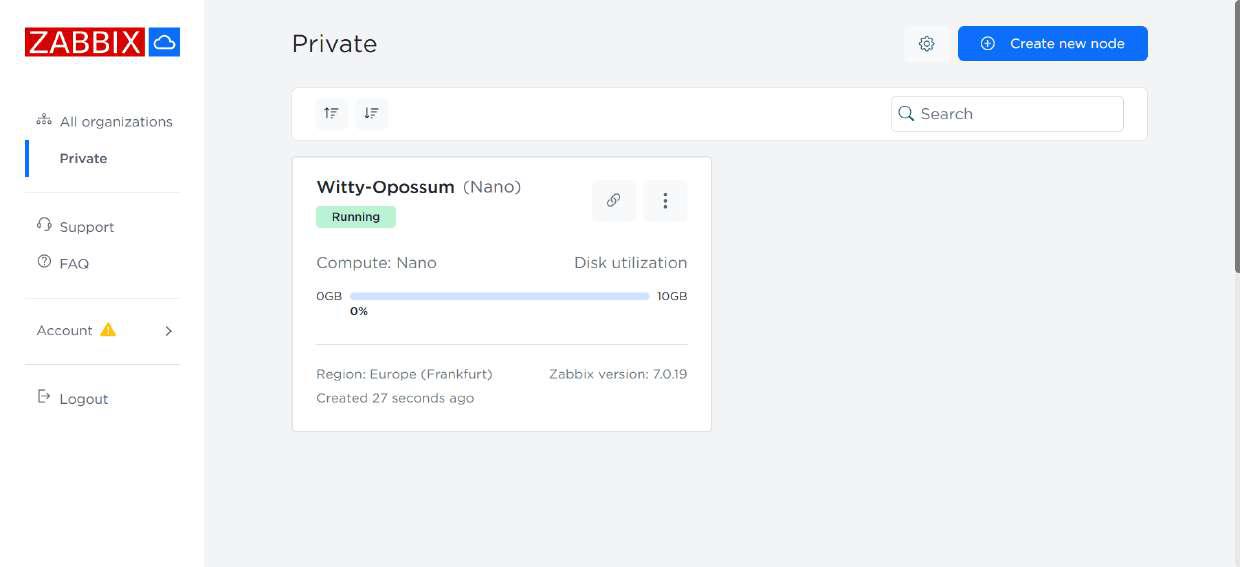 ZABBIX
Private
Create new node
All organizations
Private
Search
Support
FAQ
Account
Logout
Witty-Opossum (Nano)
Running
Compute: Nano Disk utilization
0GB 10GB
0%
Region: Europe (Frankfurt) Zabbix version: 7.0.19
Created 27 seconds ago